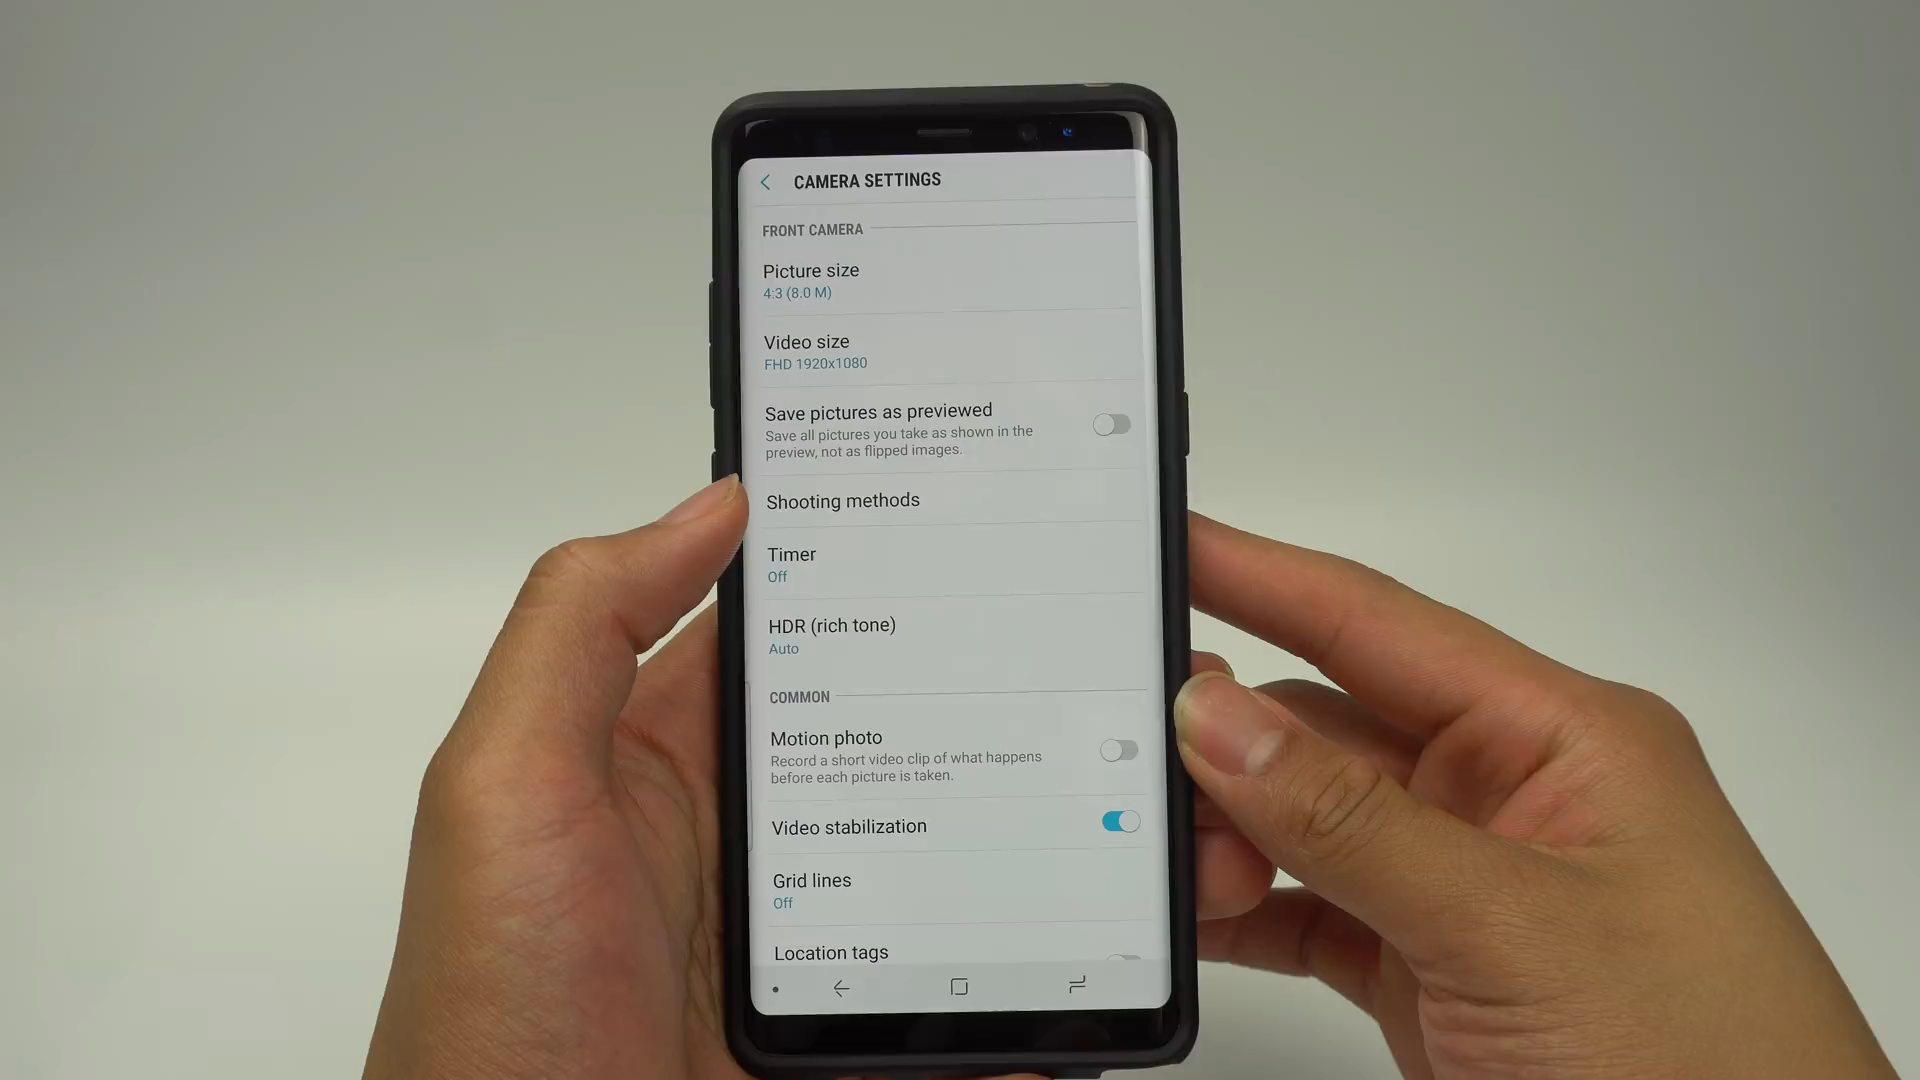 CAMERA SETTINGS
FRONT CAMERA
Picture size
4:3 (8.0 M)
Video size
FHD 1920x1080
Save pictures as previewed
Save all pictures you take as shown in the
preview, not as flipped images.
Shooting methods
Timer
Off
HDR (rich tone)
Auto
COMMON
Motion photo
Record a short video clip of what happens
before each picture is taken.
Video stabilization
Grid lines
Off
Location tags